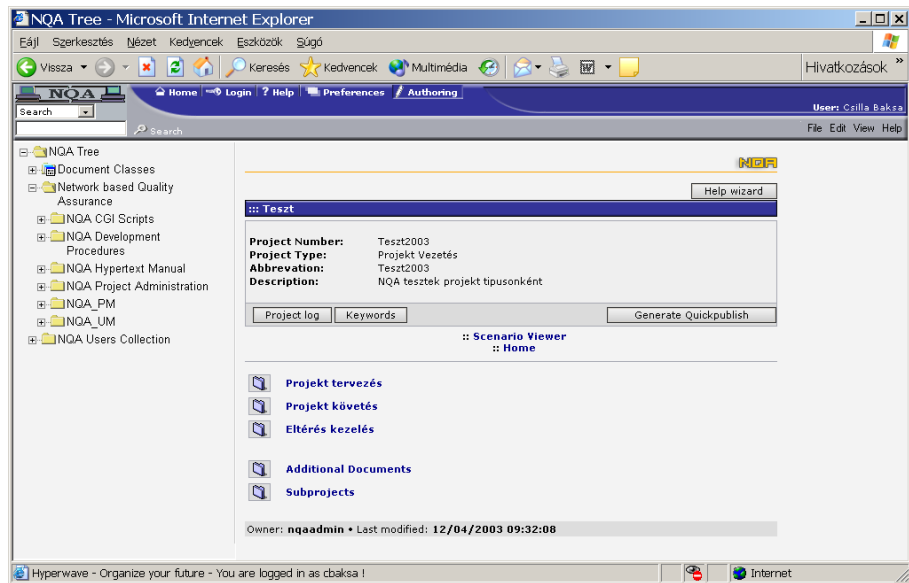 NQA Tree - Microsoft Internet Explorer
Fájl Szerkesztés Nézet Kedvencek Eszközök Súgó
Vissza Keresés Kedvencek Multimédia Hivatkozások »
NQA Home Login ? Help Preferences Authoring
Search User: Csilla Baksa
Search File Edit View Help
NQA Tree
Document Classes
Network based Quality
Assurance
NQA CGI Scripts
NQA Development
Procedures
NQA Hypertext Manual
NQA Project Administration
NQA_PM
NQA_UM
NQA Users Collection
NQA
Help wizard
::: Teszt
Project Number: Teszt2003
Project Type: Projekt Vezetés
Abbrevation: Teszt2003
Description: NQA tesztek projekt tipusonként
Project log Keywords Generate Quickpublish
:: Scenario Viewer
:: Home
Projekt tervezés
Projekt követés
Eltérés kezelés
Additional Documents
Subprojects
Owner: nqaadmin • Last modified: 12/04/2003 09:32:08
Hyperwave - Organize your future - You are logged in as cbaksa ! Internet